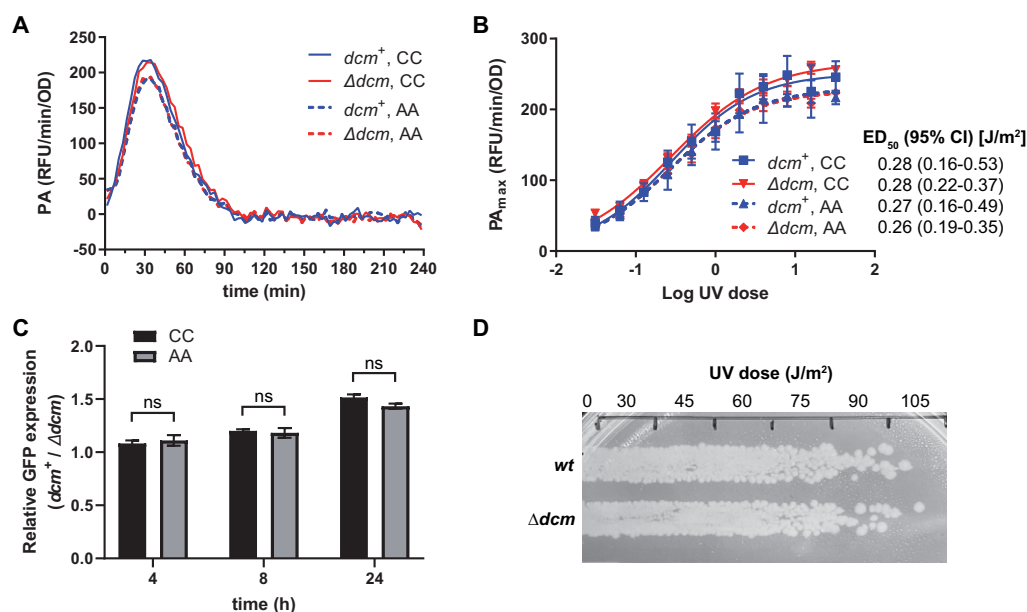 A
PA (RFU/min/OD)
250
200
150
100
50
0
-50
0 30 60 90 120 150 180 210 240
time (min)
dcm⁺, CC
Δdcm, CC
dcm⁺, AA
Δdcm, AA
B
PAmax (RFU/min/OD)
300
200
100
0
-2 -1 0 1 2
Log UV dose
dcm⁺, CC
Δdcm, CC
dcm⁺, AA
Δdcm, AA
ED50 (95% CI) [J/m²]
0.28 (0.16-0.53)
0.28 (0.22-0.37)
0.27 (0.16-0.49)
0.26 (0.19-0.35)
C
CC
AA
Relative GFP expression
(dcm⁺ / Δdcm)
2.0
1.5
1.0
0.5
0.0
ns
ns
ns
4 8 24
time (h)
D
UV dose (J/m²)
0 30 45 60 75 90 105
wt
Δdcm